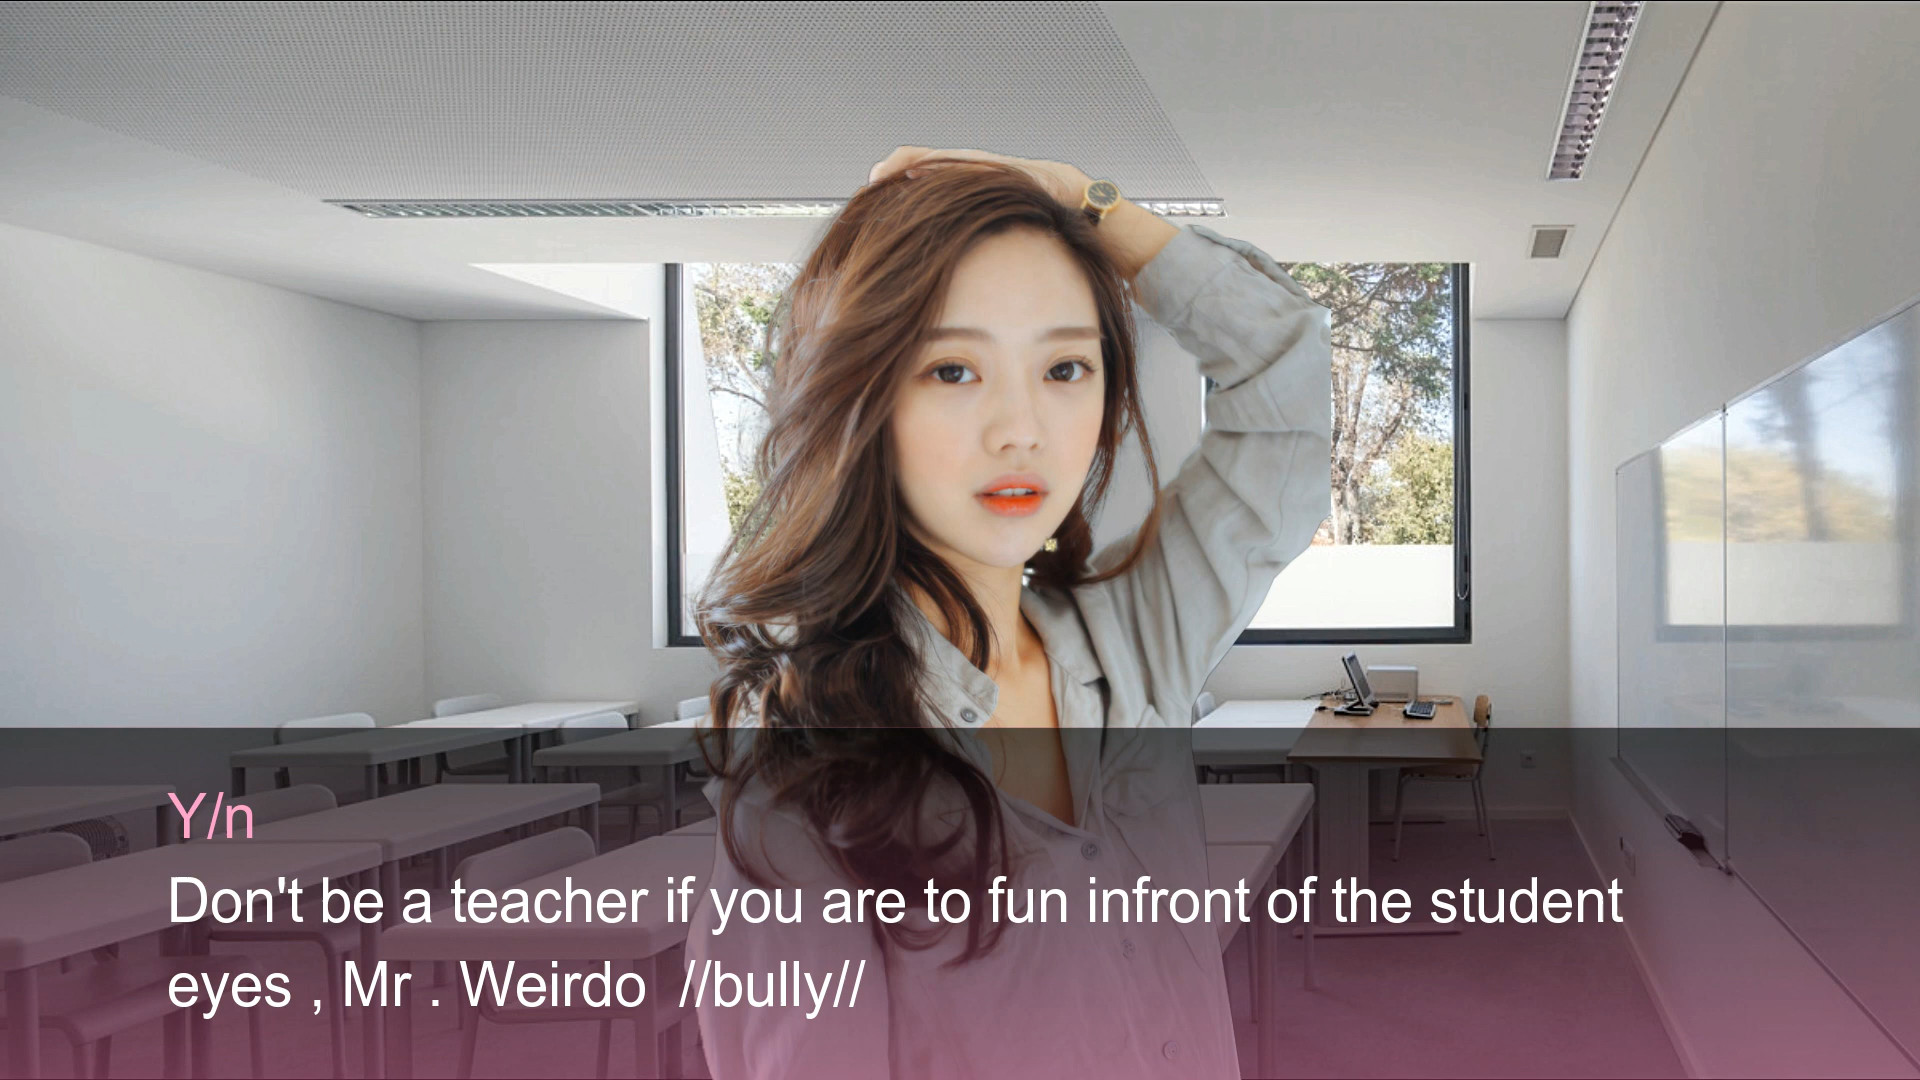 Y/n
Don't be a teacher if you are to fun infront of the student
eyes , Mr . Weirdo  //bully//